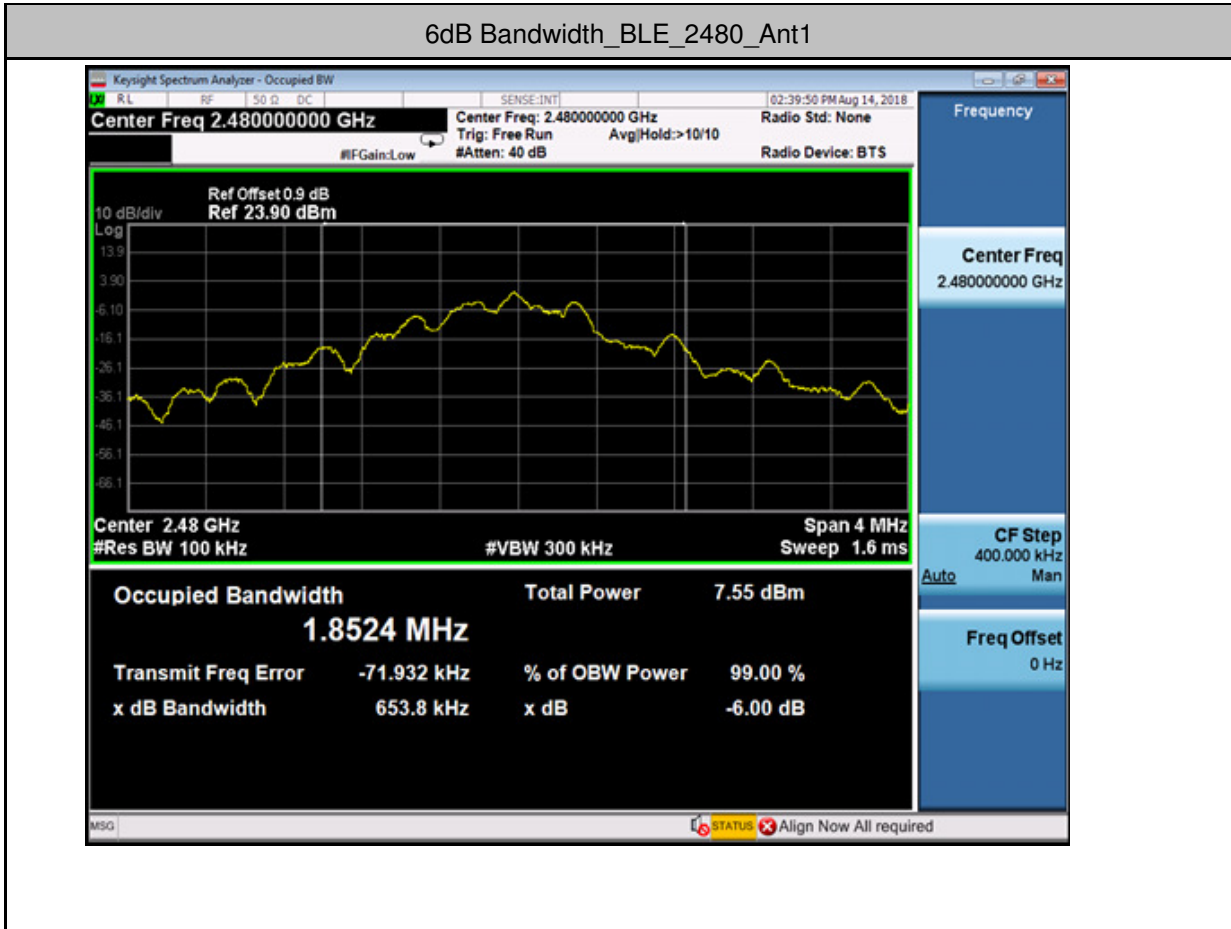 6dB Bandwidth_BLE_2480_Ant1
Keysight Spectrum Analyzer - Occupied BW
LXI RL RF 50 Ω DC SENSE:INT 02:39:50 PM Aug 14, 2018
Center Freq 2.480000000 GHz
Center Freq: 2.480000000 GHz Radio Std: None
Trig: Free Run Avg|Hold:>10/10
#IFGain:Low #Atten: 40 dB Radio Device: BTS
Ref Offset 0.9 dB
10 dB/div Ref 23.90 dBm
Log
13.9
3.90
-6.10
-16.1
-26.1
-36.1
-46.1
-56.1
-66.1
Center 2.48 GHz Span 4 MHz
#Res BW 100 kHz #VBW 300 kHz Sweep 1.6 ms
Occupied Bandwidth Total Power 7.55 dBm
1.8524 MHz
Transmit Freq Error -71.932 kHz % of OBW Power 99.00 %
x dB Bandwidth 653.8 kHz x dB -6.00 dB
Frequency
Center Freq
2.480000000 GHz
CF Step
400.000 kHz
Auto Man
Freq Offset
0 Hz
MSG STATUS Align Now All required